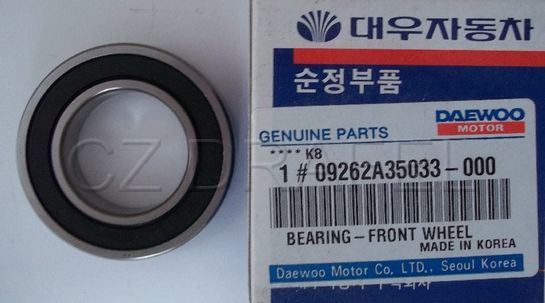 대우자동차
순정부품
GENUINE PARTS
DAEWOO
MOTOR
**** K8
1 # 09262A35033-000
BEARING-FRONT WHEEL
MADE IN KOREA
Daewoo Motor Co, LTD., Seoul Korea